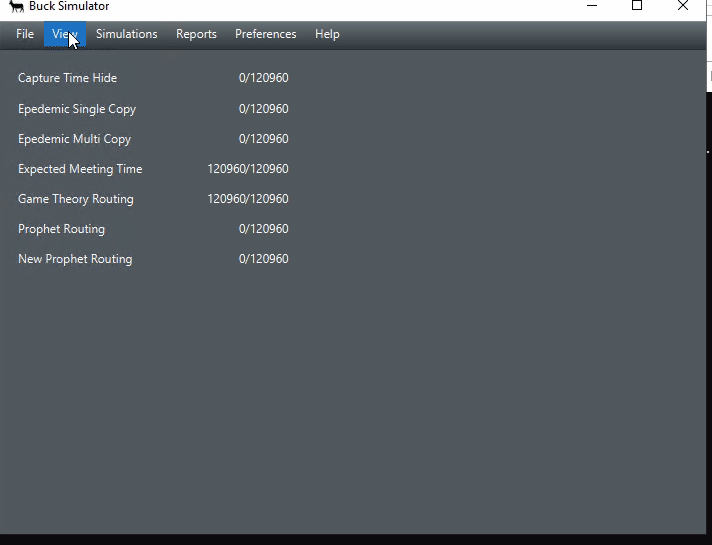 Buck Simulator
File View Simulations Reports Preferences Help
Capture Time Hide 0/120960
Epedemic Single Copy 0/120960
Epedemic Multi Copy 0/120960
Expected Meeting Time 120960/120960
Game Theory Routing 120960/120960
Prophet Routing 0/120960
New Prophet Routing 0/120960